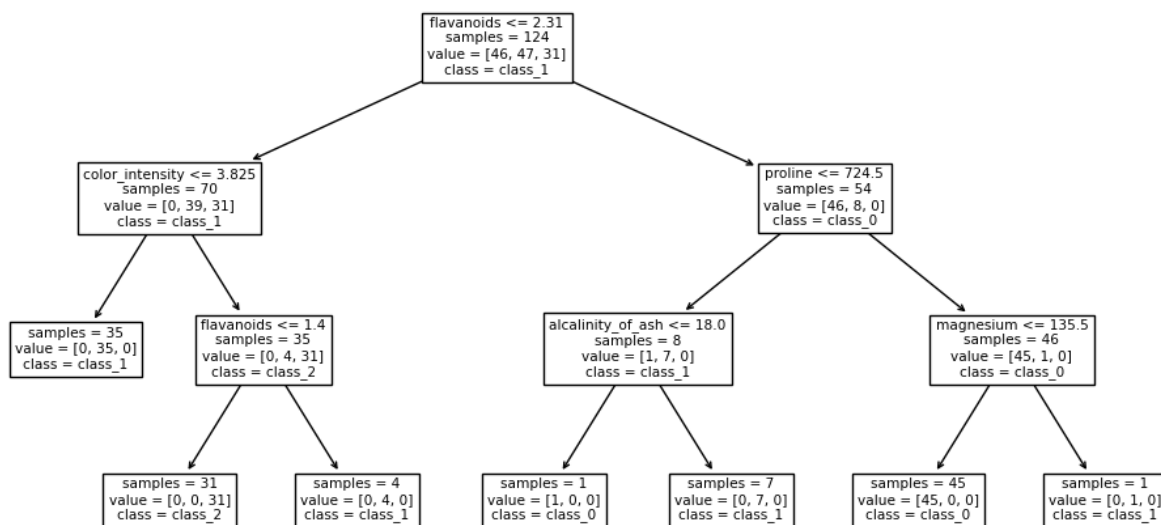 flavanoids <= 2.31
samples = 124
value = [46, 47, 31]
class = class_1
color_intensity <= 3.825
samples = 70
value = [0, 39, 31]
class = class_1
proline <= 724.5
samples = 54
value = [46, 8, 0]
class = class_0
samples = 35
value = [0, 35, 0]
class = class_1
flavanoids <= 1.4
samples = 35
value = [0, 4, 31]
class = class_2
alcalinity_of_ash <= 18.0
samples = 8
value = [1, 7, 0]
class = class_1
magnesium <= 135.5
samples = 46
value = [45, 1, 0]
class = class_0
samples = 31
value = [0, 0, 31]
class = class_2
samples = 4
value = [0, 4, 0]
class = class_1
samples = 1
value = [1, 0, 0]
class = class_0
samples = 7
value = [0, 7, 0]
class = class_1
samples = 45
value = [45, 0, 0]
class = class_0
samples = 1
value = [0, 1, 0]
class = class_1